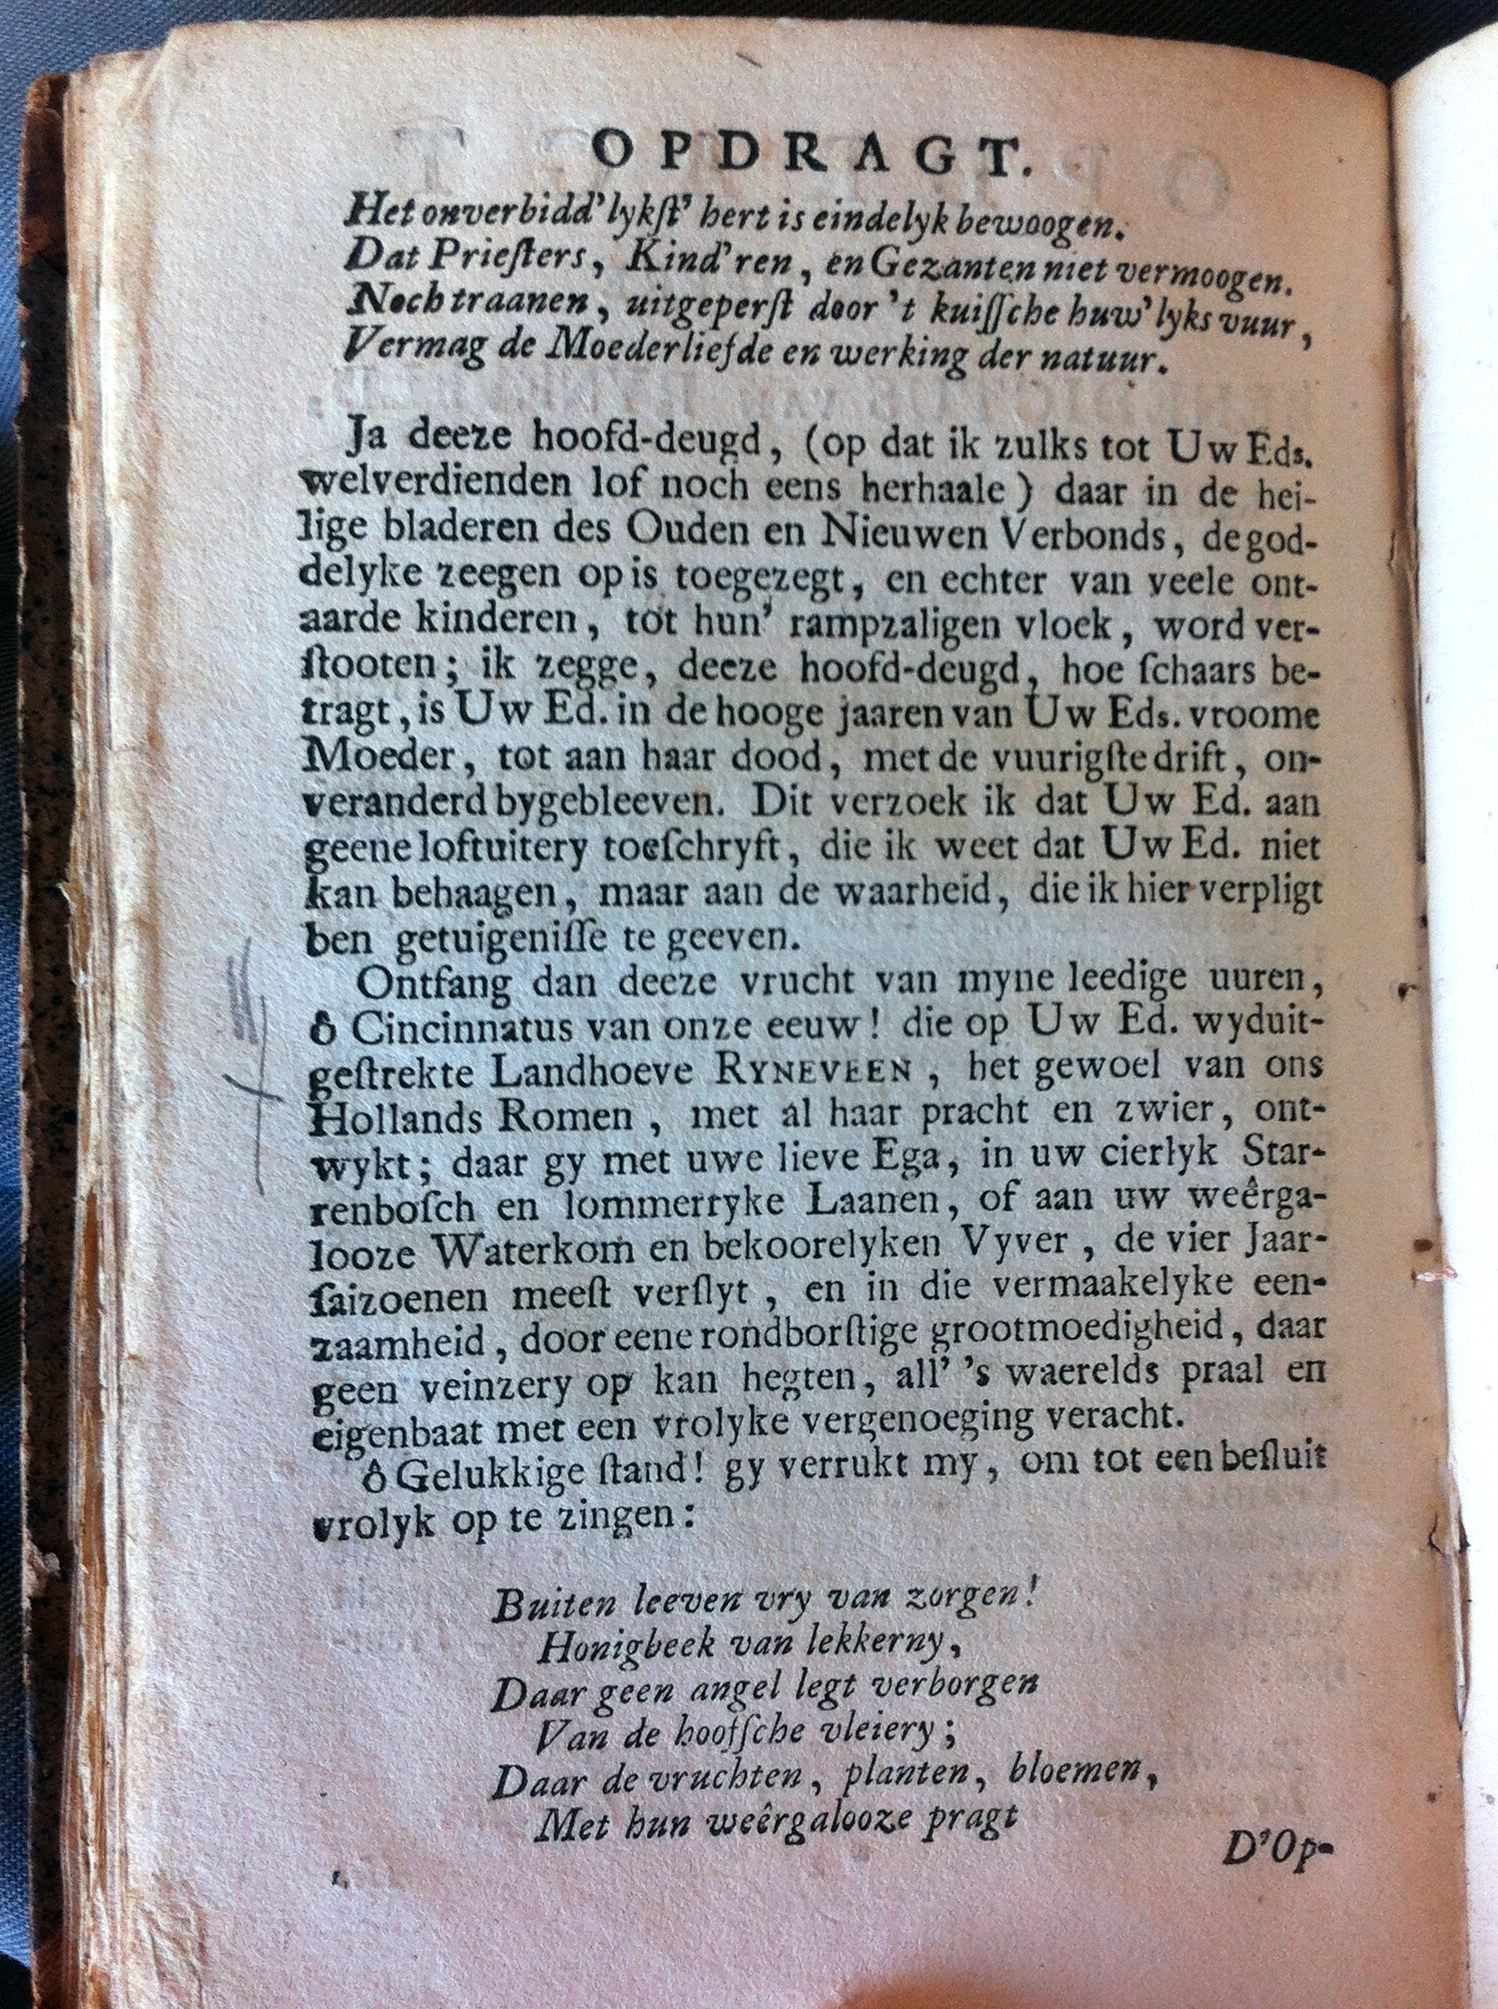 OPDRAGT.
Het onverbidd'lykſt' hert is eindelyk bewoogen.
Dat Prieſters, Kind'ren, en Gezanten niet vermoogen.
Noch traanen, uitgeperſt door 't kuiſſche huw'lyks vuur,
Vermag de Moederliefde en werking der natuur.
Ja deeze hoofd-deugd, (op dat ik zulks tot Uw Eds.
welverdienden lof noch eens herhaale) daar in de hei-
lige bladeren des Ouden en Nieuwen Verbonds, de god-
delyke zeegen op is toegezegt, en echter van veele ont-
aarde kinderen, tot hun' rampzaligen vloek, word ver-
ſtooten; ik zegge, deeze hoofd-deugd, hoe ſchaars be-
tragt, is Uw Ed. in de hooge jaaren van Uw Eds. vroome
Moeder, tot aan haar dood, met de vuurigſte drift, on-
veranderd bygebleeven. Dit verzoek ik dat Uw Ed. aan
geene loftuitery toeſchryft, die ik weet dat Uw Ed. niet
kan behaagen, maar aan de waarheid, die ik hier verpligt
ben getuigeniſſe te geeven.
Ontfang dan deeze vrucht van myne leedige uuren,
ô Cincinnatus van onze eeuw! die op Uw Ed. wyduit-
geſtrekte Landhoeve RYNEVEEN, het gewoel van ons
Hollands Romen, met al haar pracht en zwier, ont-
wykt; daar gy met uwe lieve Ega, in uw cierlyk Star-
renboſch en lommerryke Laanen, of aan uw weêrga-
looze Waterkom en bekoorelyken Vyver, de vier Jaar-
ſaizoenen meeſt verſlyt, en in die vermaakelyke een-
zaamheid, door eene rondborſtige grootmoedigheid, daar
geen veinzery op kan hegten, all' 's waerelds praal en
eigenbaat met een vrolyke vergenoeging veracht.
ô Gelukkige ſtand! gy verrukt my, om tot een beſluit
vrolyk op te zingen:
Buiten leeven vry van zorgen!
Honigbeek van lekkerny,
Daar geen angel legt verborgen
Van de hoofſche vleiery;
Daar de vruchten, planten, bloemen,
Met hun weêrgalooze pragt
D'Op-